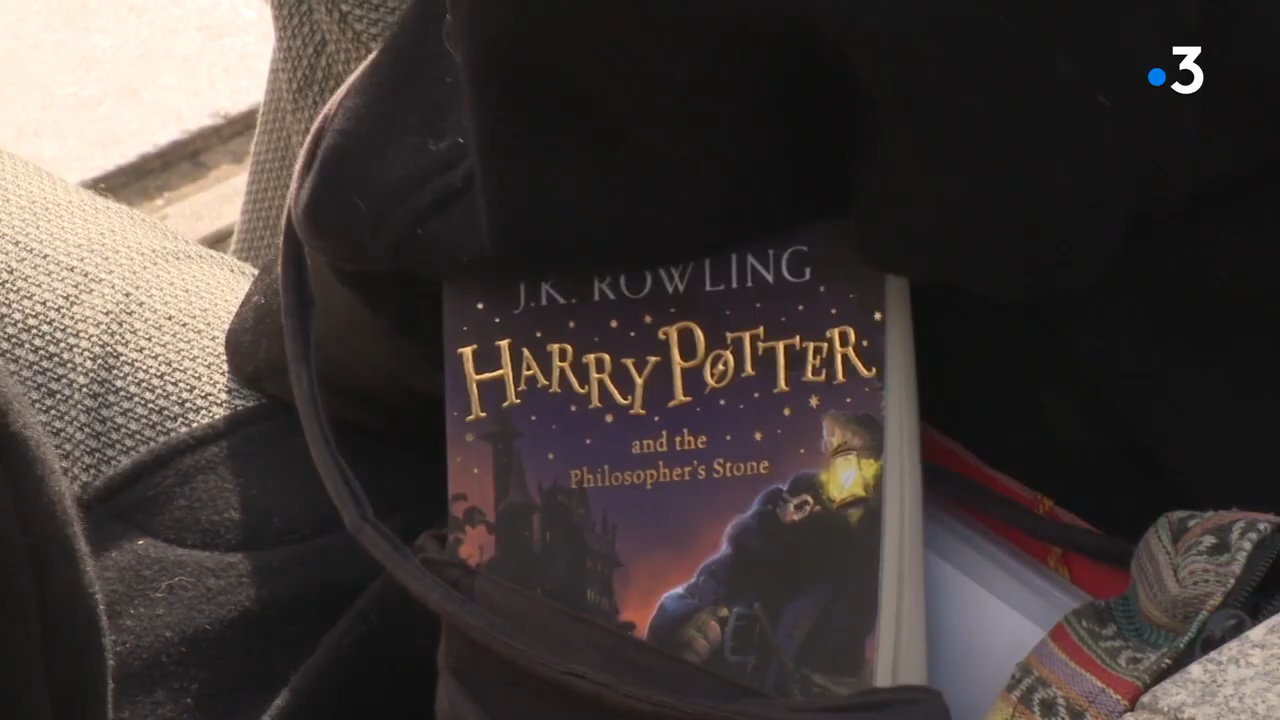 3
J.K. ROWLING
HARRY POTTER
and the
Philosopher's Stone